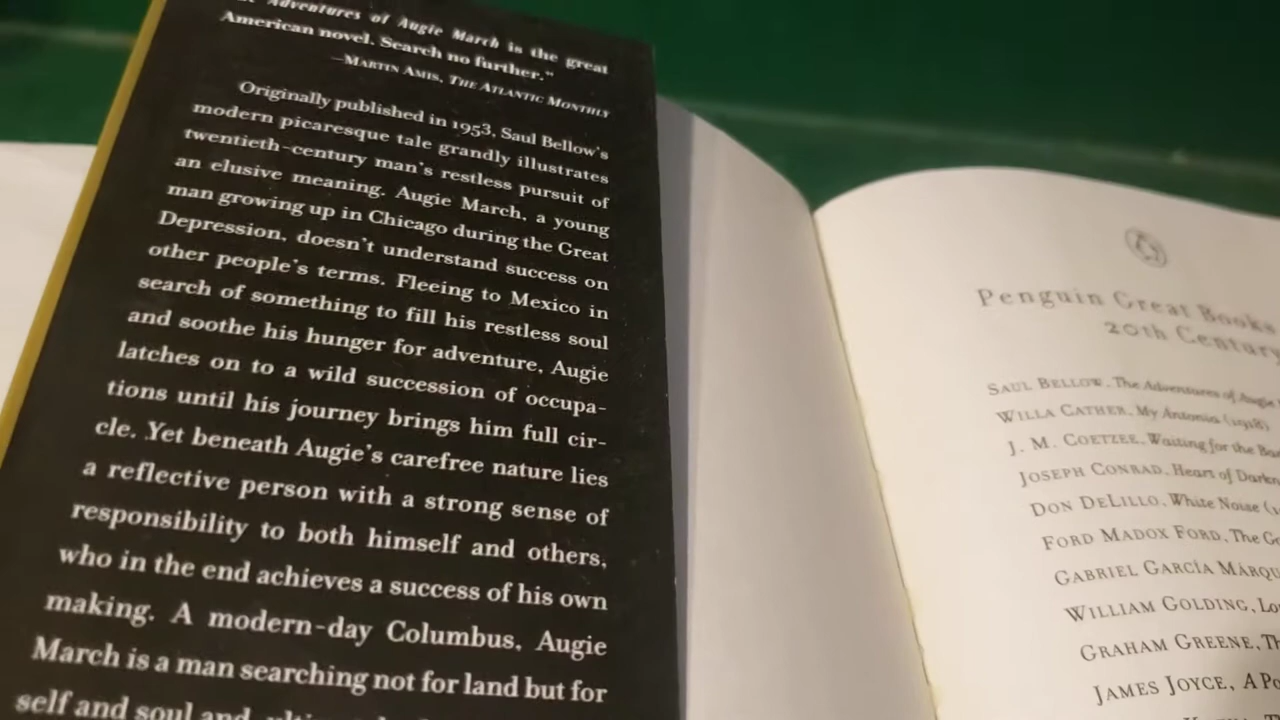 Adventures of Augie March is the great
American novel. Search no further."
—MARTIN AMIS, THE ATLANTIC MONTHLY
Originally published in 1953, Saul Bellow's
modern picaresque tale grandly illustrates
twentieth-century man's restless pursuit of
an elusive meaning. Augie March, a young
man growing up in Chicago during the Great
Depression, doesn't understand success on
other people's terms. Fleeing to Mexico in
search of something to fill his restless soul
and soothe his hunger for adventure, Augie
latches on to a wild succession of occupa-
tions until his journey brings him full cir-
cle. Yet beneath Augie's carefree nature lies
a reflective person with a strong sense of
responsibility to both himself and others,
who in the end achieves a success of his own
making. A modern-day Columbus, Augie
March is a man searching not for land but for
self and soul and
Penguin Great Books
20th Century
SAUL BELLOW, The Adventures of Augie
WILLA CATHER, My Ántonia (1918)
J. M. COETZEE, Waiting for the
JOSEPH CONRAD, Heart of
DON DELILLO, White Noise
FORD MADOX FORD, The
GABRIEL GARCÍA
WILLIAM GOLDING,
GRAHAM GREENE,
JAMES JOYCE, A